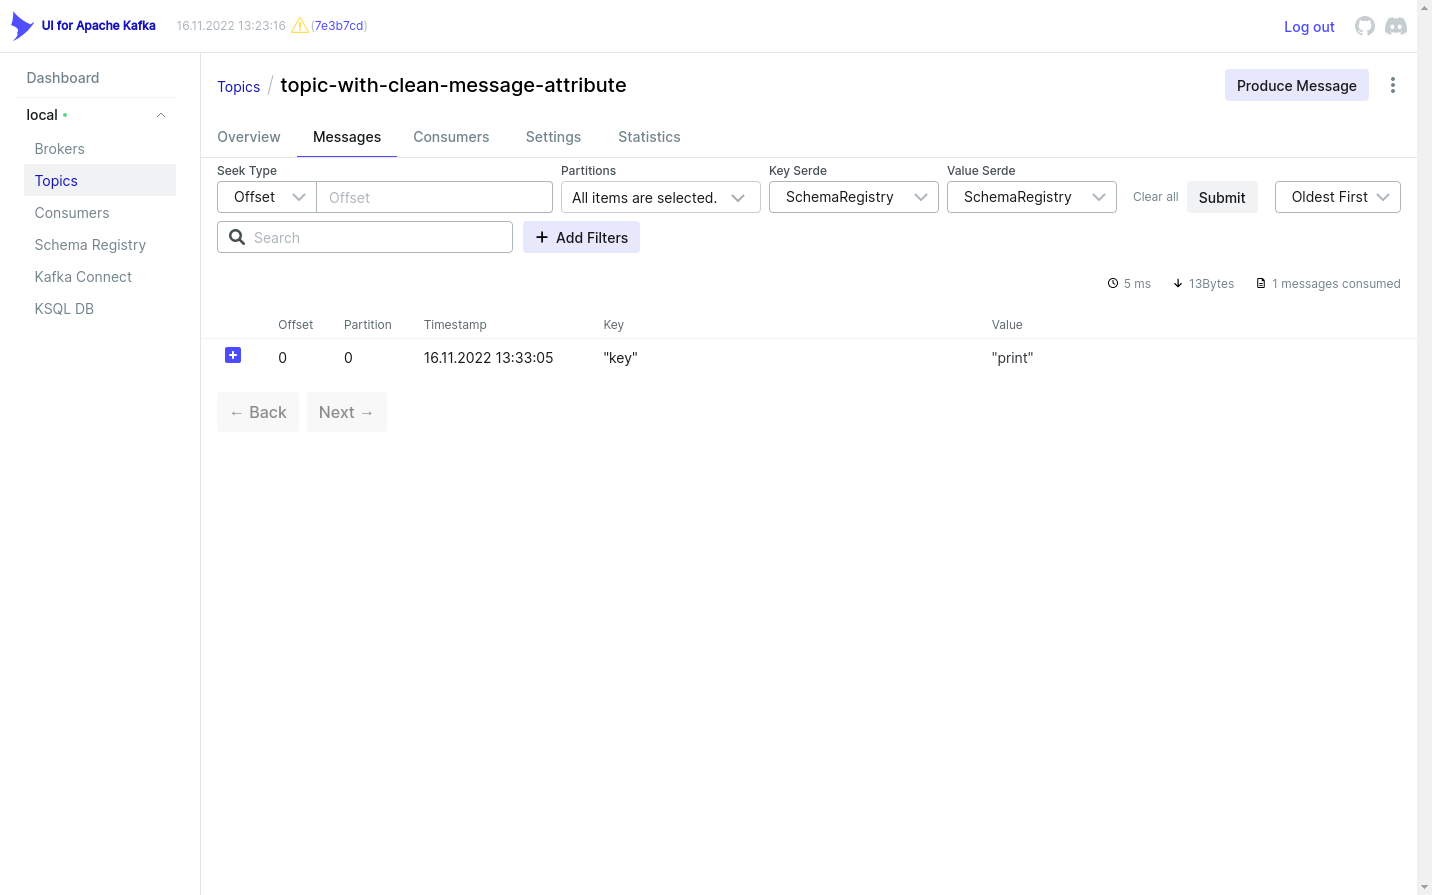 UI for Apache Kafka 16.11.2022 13:23:16 (7e3b7cd) Log out
Dashboard
local
Brokers
Topics
Consumers
Schema Registry
Kafka Connect
KSQL DB
Topics / topic-with-clean-message-attribute Produce Message
Overview Messages Consumers Settings Statistics
Seek Type Partitions Key Serde Value Serde
Offset Offset All items are selected. SchemaRegistry SchemaRegistry Clear all Submit Oldest First
Search + Add Filters
5 ms 13Bytes 1 messages consumed
Offset Partition Timestamp Key Value
0 0 16.11.2022 13:33:05 "key" "print"
← Back Next →